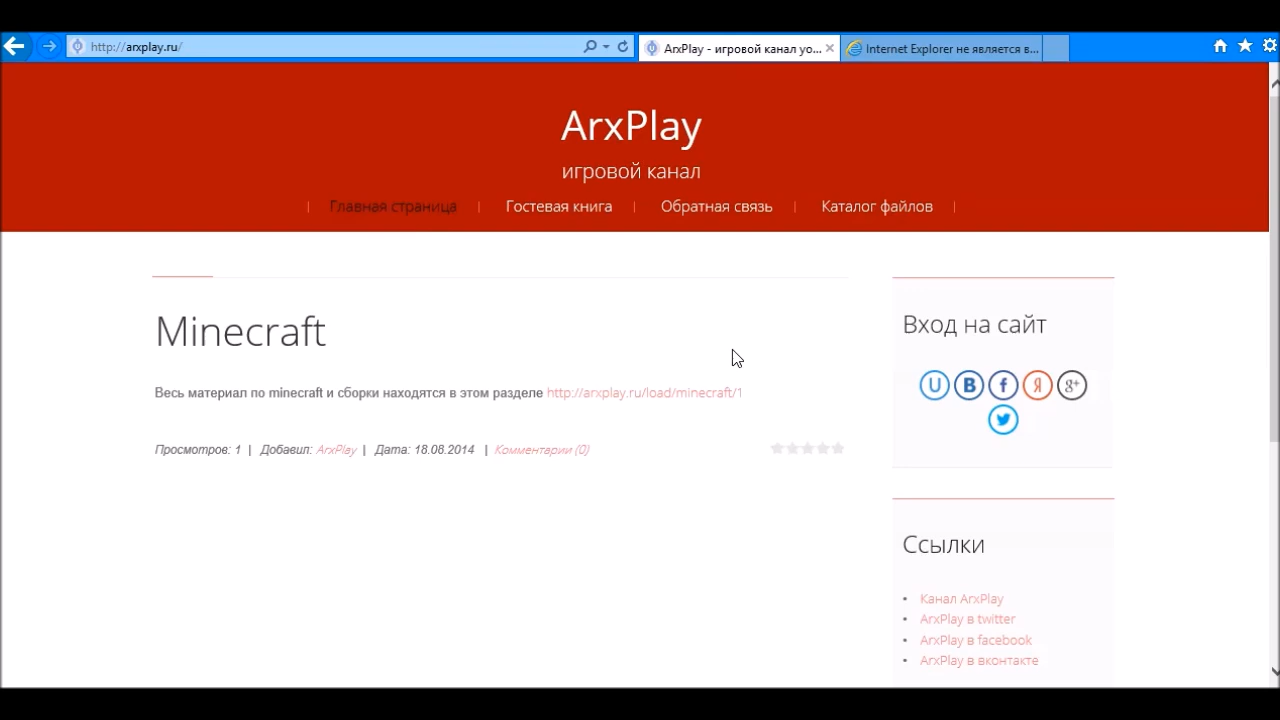 http://arxplay.ru/
ArxPlay - игровой канал yo...
Internet Explorer не является в...
ArxPlay
игровой канал
Главная страница
Гостевая книга
Обратная связь
Каталог файлов
Minecraft
Весь материал по minecraft и сборки находятся в этом разделе http://arxplay.ru/load/minecraft/1
Просмотров: 1 | Добавил: ArxPlay | Дата: 18.08.2014 | Комментарии (0)
Вход на сайт
U B f Я g+
Ссылки
Канал ArxPlay
ArxPlay в twitter
ArxPlay в facebook
ArxPlay в вконтакте